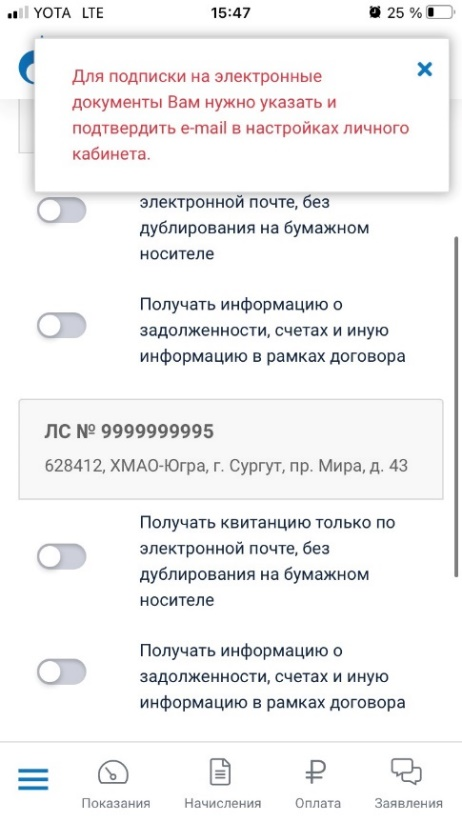 YOTA LTE 15:47 25 %
Для подписки на электронные
документы Вам нужно указать и
подтвердить e-mail в настройках личного
кабинета.
электронной почте, без
дублирования на бумажном
носителе
Получать информацию о
задолженности, счетах и иную
информацию в рамках договора
ЛС № 9999999995
628412, ХМАО-Югра, г. Сургут, пр. Мира, д. 43
Получать квитанцию только по
электронной почте, без
дублирования на бумажном
носителе
Получать информацию о
задолженности, счетах и иную
информацию в рамках договора
Показания Начисления Оплата Заявления